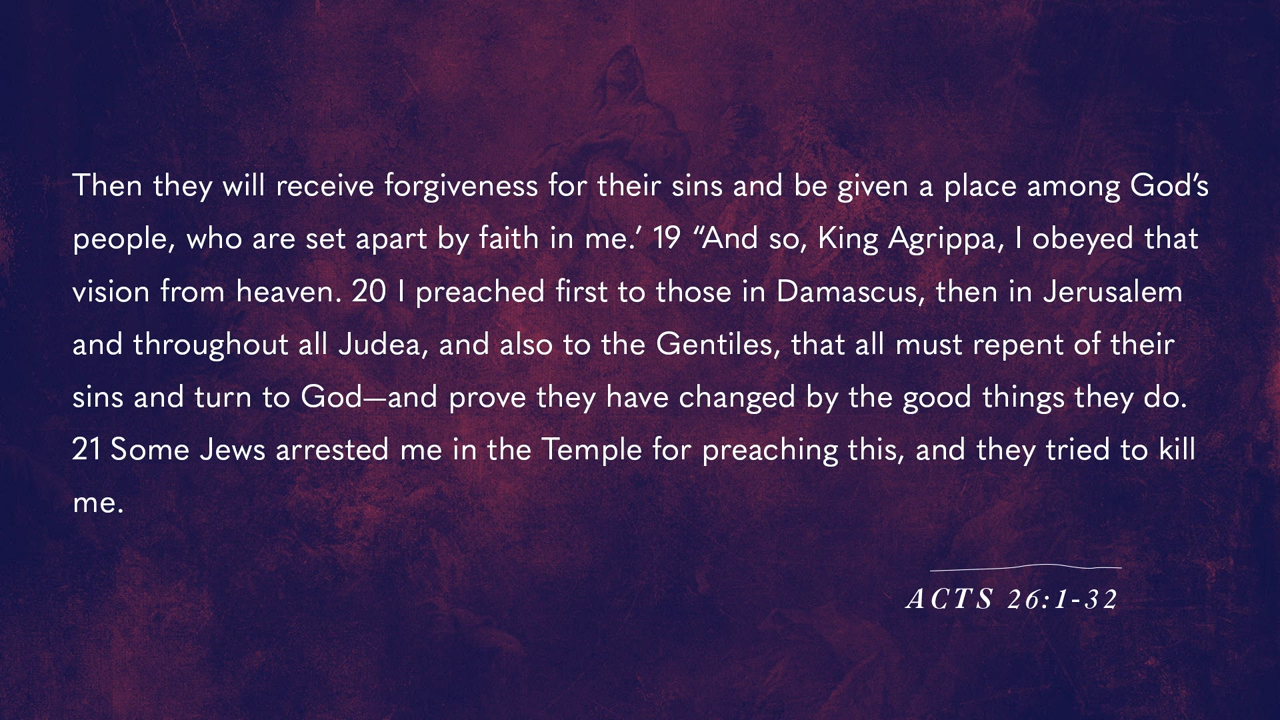 Then they will receive forgiveness for their sins and be given a place among God’s
people, who are set apart by faith in me.’ 19 “And so, King Agrippa, I obeyed that
vision from heaven. 20 I preached first to those in Damascus, then in Jerusalem
and throughout all Judea, and also to the Gentiles, that all must repent of their
sins and turn to God—and prove they have changed by the good things they do.
21 Some Jews arrested me in the Temple for preaching this, and they tried to kill
me.
ACTS 26:1-32